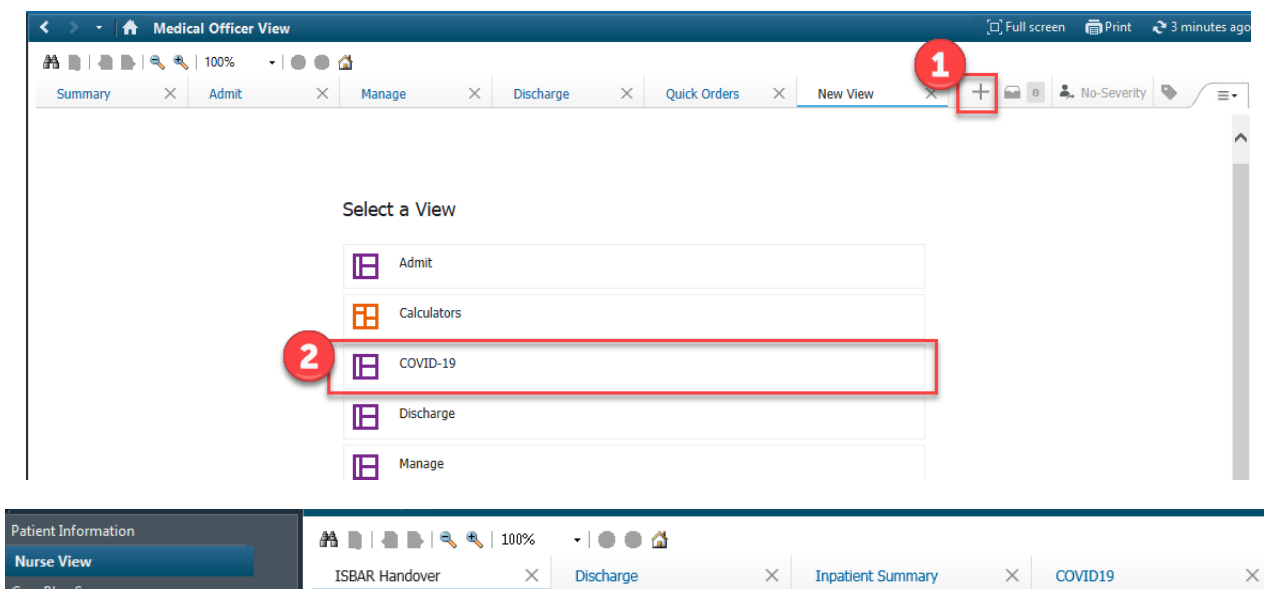 Medical Officer View Full screen Print 3 minutes ago
100%
1
Summary Admit Manage Discharge Quick Orders New View 0 No-Severity
Select a View
Admit
Calculators
2
COVID-19
Discharge
Manage
Patient Information
100%
Nurse View
ISBAR Handover Discharge Inpatient Summary COVID19